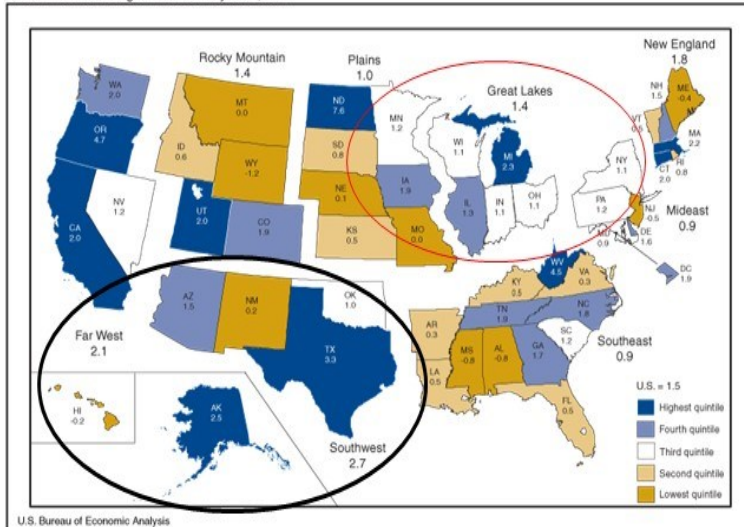 Rocky Mountain
1.4
Plains
1.0
Great Lakes
1.4
New England
1.8
WA
2.0
OR
4.7
CA
2.0
NV
1.2
ID
0.6
MT
0.0
WY
-1.2
UT
2.0
CO
1.9
ND
7.6
SD
0.8
NE
0.1
KS
0.5
MN
1.2
IA
1.9
MO
0.0
WI
1.1
IL
1.3
MI
2.3
IN
1.1
OH
1.1
NY
1.1
PA
1.2
NH
1.5
VT
0.5
ME
-0.4
MA
2.2
CT
2.0
RI
0.8
NJ
-0.5
Mideast
0.9
DE
1.6
MD
0.9
DC
1.9
WV
4.5
VA
0.3
KY
0.5
TN
1.9
NC
1.8
SC
1.2
Southeast
0.9
AR
0.3
LA
0.5
MS
-0.8
AL
-0.8
GA
1.7
FL
0.5
AZ
1.5
NM
0.2
OK
1.0
TX
3.3
Far West
2.1
HI
-0.2
AK
2.5
Southwest
2.7
U.S. = 1.5
Highest quintile
Fourth quintile
Third quintile
Second quintile
Lowest quintile
U.S. Bureau of Economic Analysis